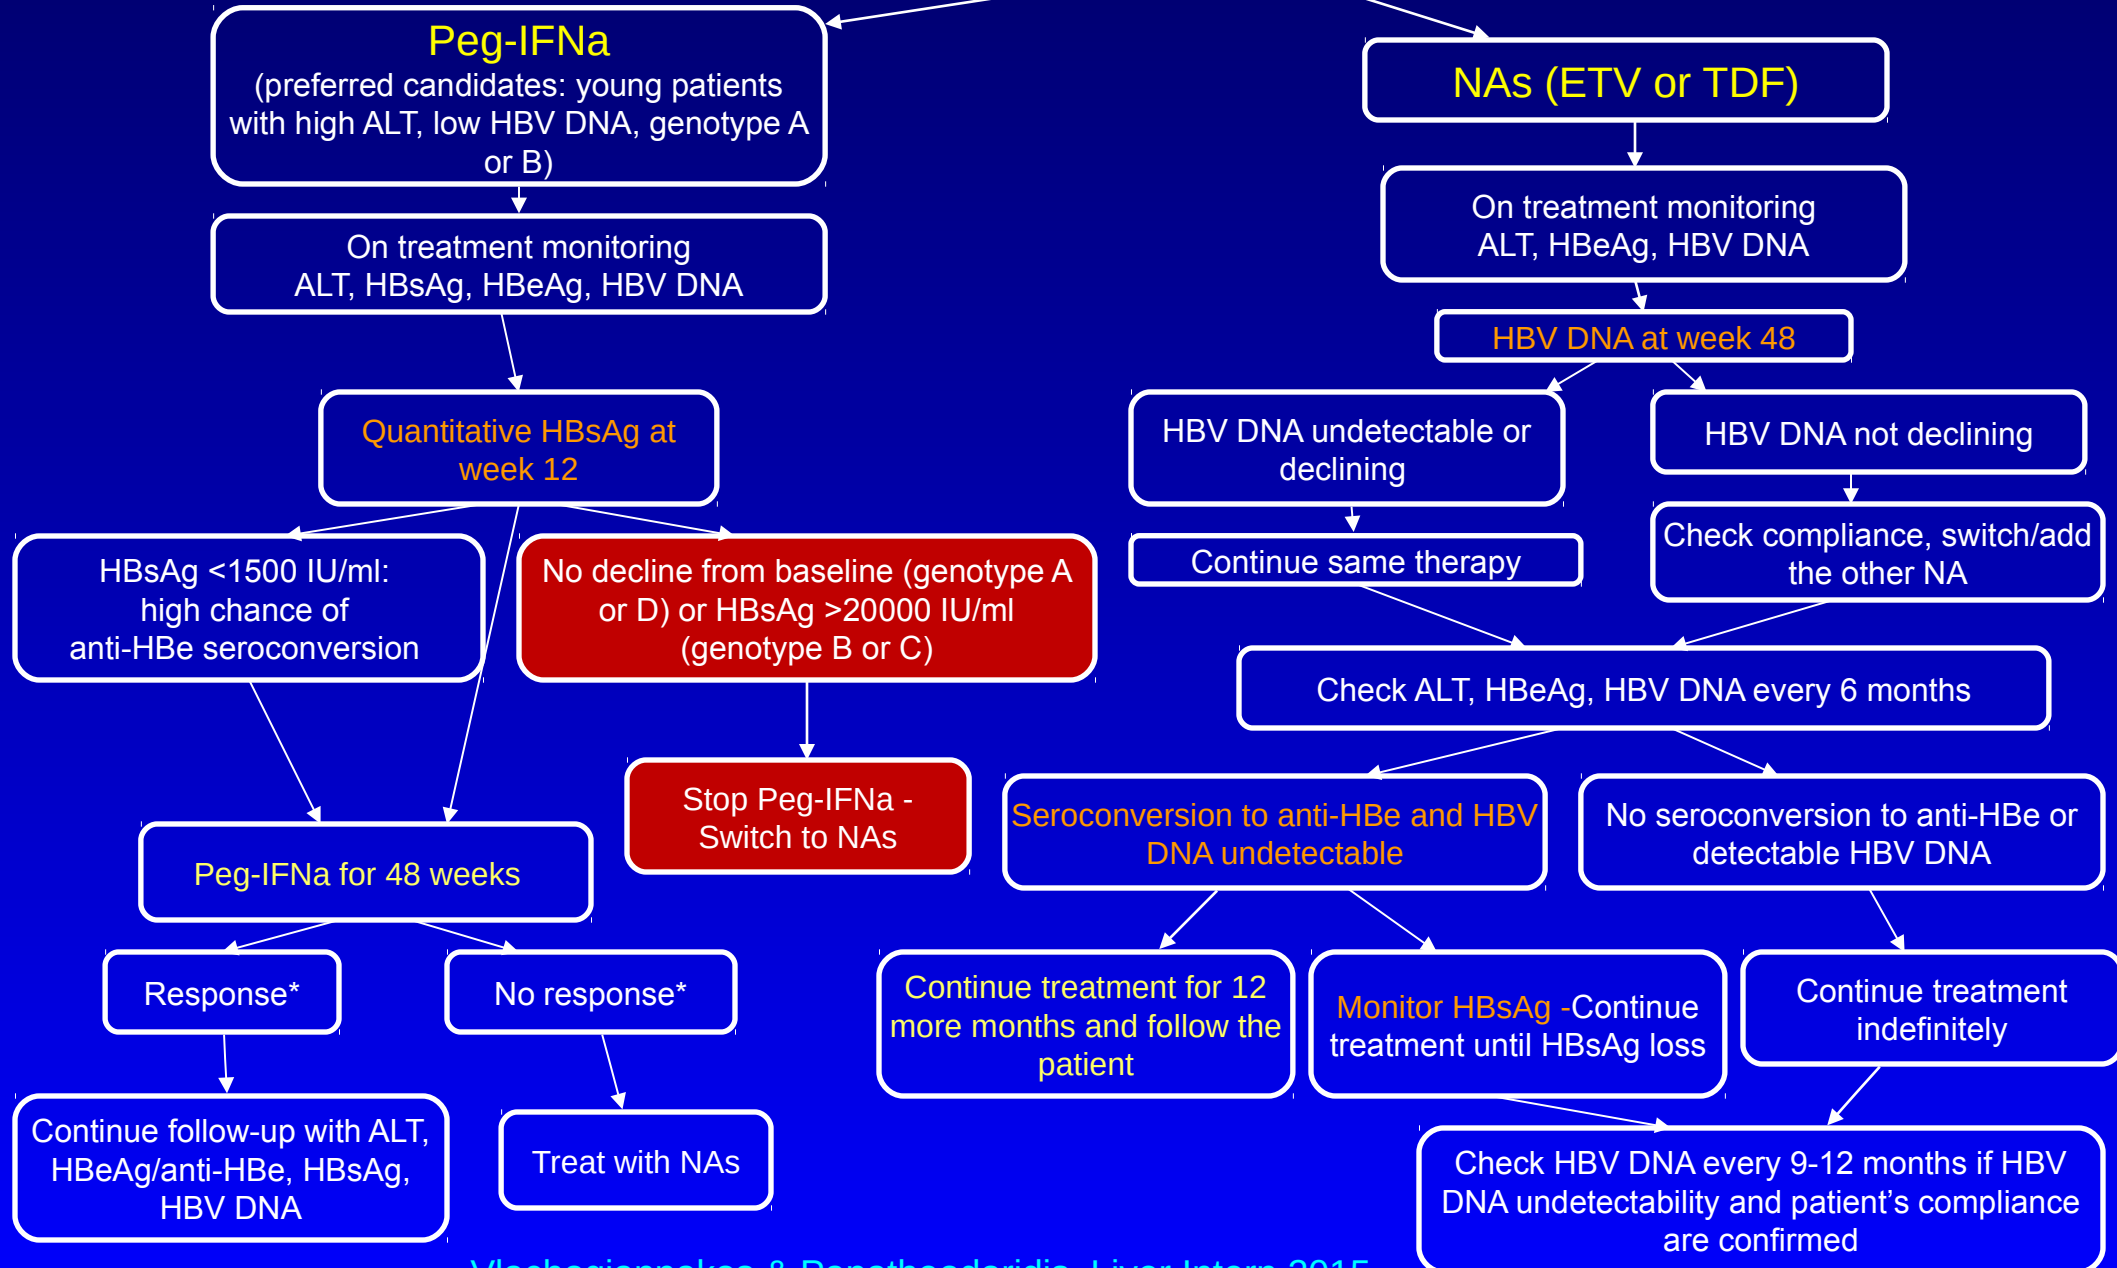 Peg-IFNa
(preferred candidates: young patients
with high ALT, low HBV DNA, genotype A
or B)
On treatment monitoring
ALT, HBsAg, HBeAg, HBV DNA
Quantitative HBsAg at
week 12
HBsAg <1500 IU/ml:
high chance of
anti-HBe seroconversion
No decline from baseline (genotype A
or D) or HBsAg >20000 IU/ml
(genotype B or C)
Stop Peg-IFNa -
Switch to NAs
Peg-IFNa for 48 weeks
Response*
No response*
Continue follow-up with ALT,
HBeAg/anti-HBe, HBsAg,
HBV DNA
Treat with NAs
NAs (ETV or TDF)
On treatment monitoring
ALT, HBeAg, HBV DNA
HBV DNA at week 48
HBV DNA undetectable or
declining
HBV DNA not declining
Continue same therapy
Check compliance, switch/add
the other NA
Check ALT, HBeAg, HBV DNA every 6 months
Seroconversion to anti-HBe and HBV
DNA undetectable
No seroconversion to anti-HBe or
detectable HBV DNA
Continue treatment for 12
more months and follow the
patient
Monitor HBsAg -Continue
treatment until HBsAg loss
Continue treatment
indefinitely
Check HBV DNA every 9-12 months if HBV
DNA undetectability and patient’s compliance
are confirmed
Vlachogiannakos & Papatheodoridis, Liver Intern 2015